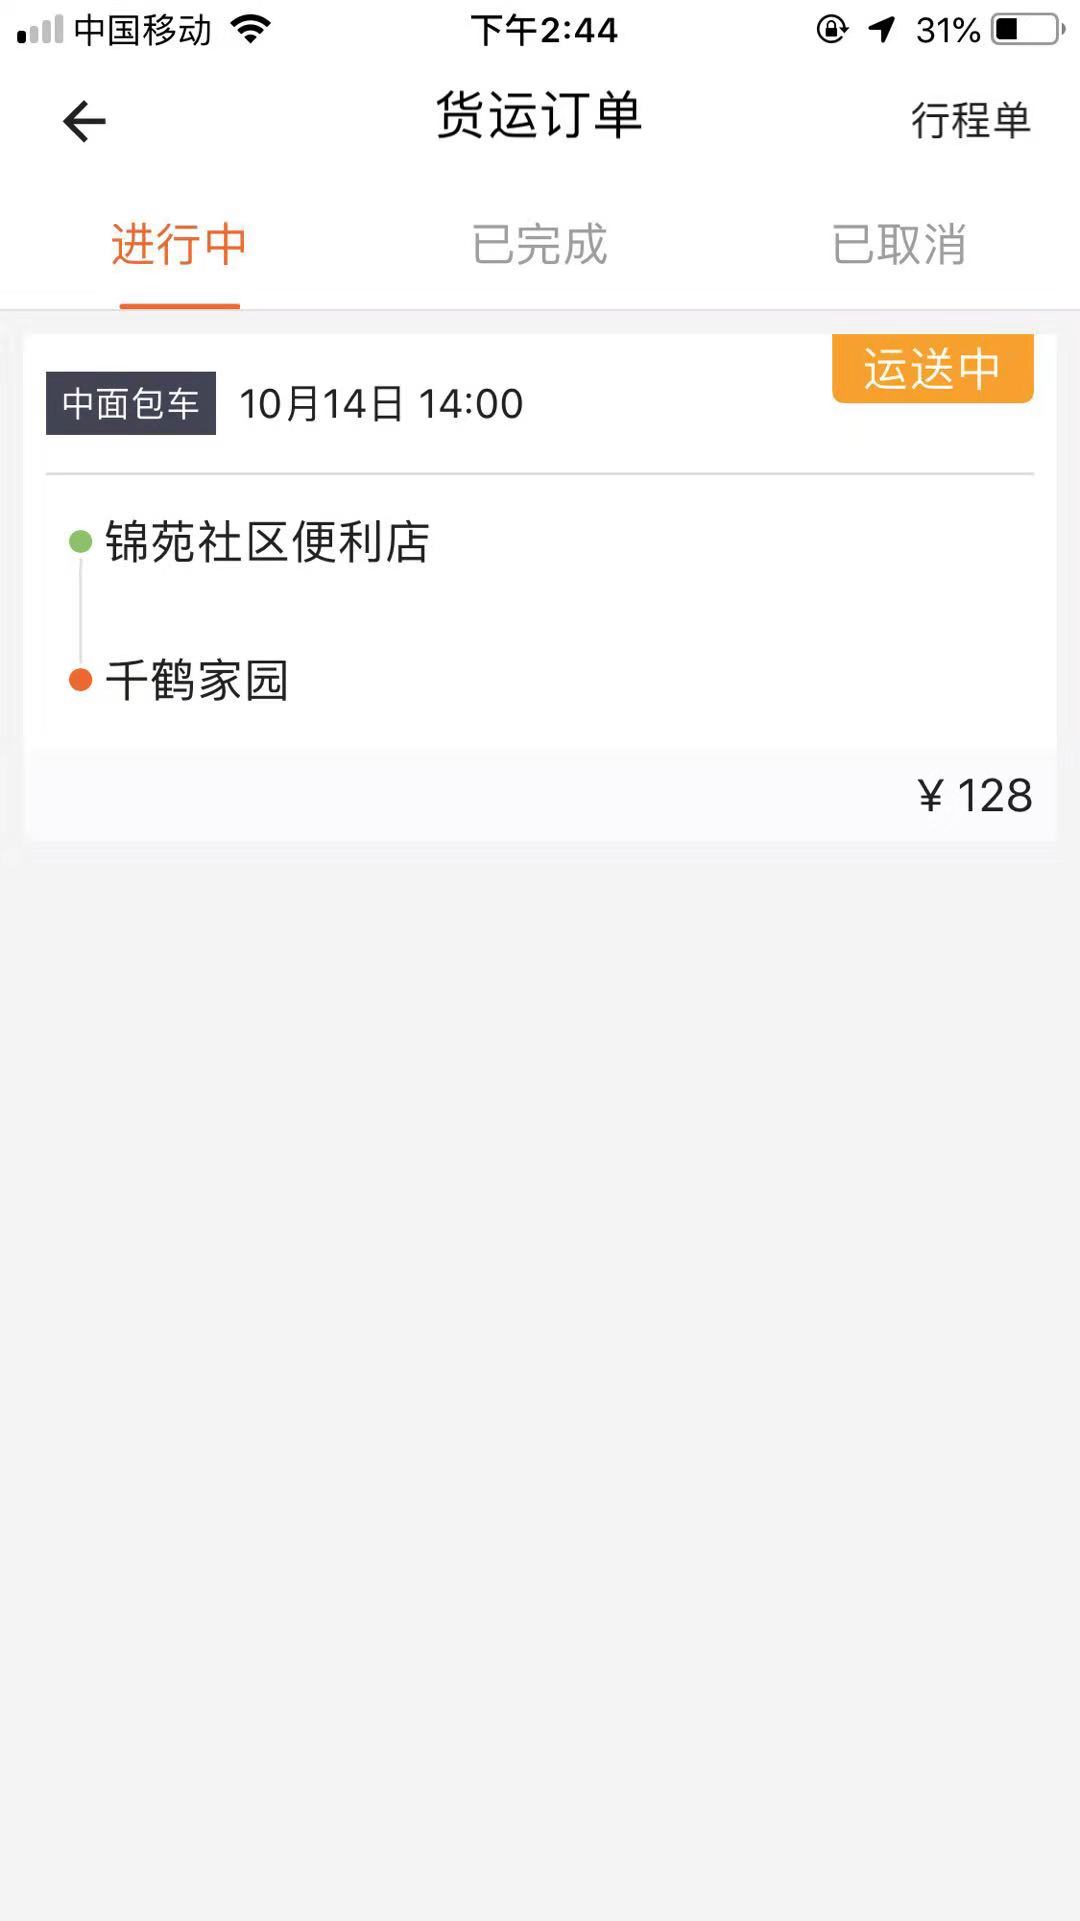 中国移动 下午2:44 31%
货运订单 行程单
进行中 已完成 已取消
运送中
中面包车 10月14日 14:00
锦苑社区便利店
千鹤家园
¥ 128